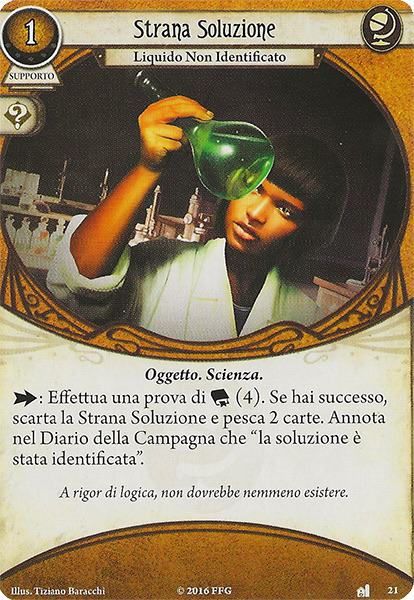 1
Strana Soluzione
Liquido Non Identificato
SUPPORTO
?
Oggetto. Scienza.
: Effettua una prova di (4). Se hai successo,
scarta la Strana Soluzione e pesca 2 carte. Annota
nel Diario della Campagna che “la soluzione è
stata identificata”.
A rigor di logica, non dovrebbe nemmeno esistere.
Illus. Tiziano Baracchi
© 2016 FFG
21